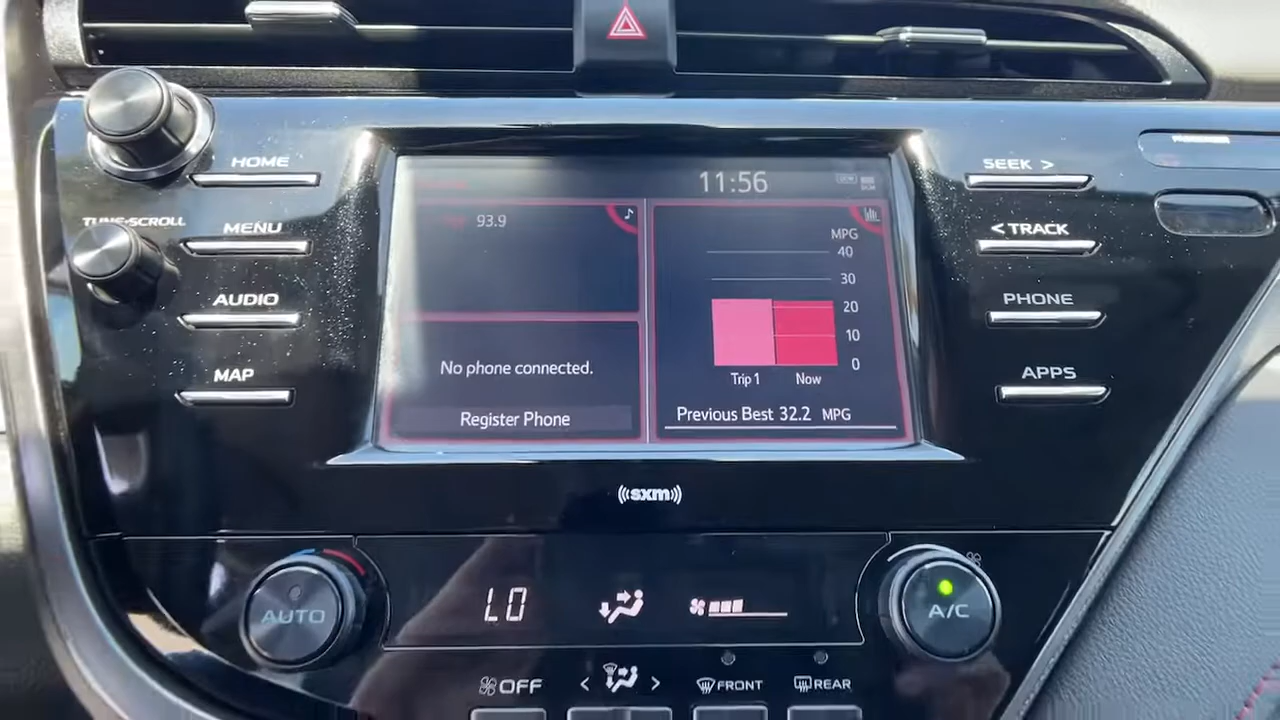 HOME
TUNE•SCROLL
MENU
AUDIO
MAP
11:56
DCM
93.9
No phone connected.
Register Phone
MPG
40
30
20
10
0
Trip 1 Now
Previous Best 32.2 MPG
SEEK >
< TRACK
PHONE
APPS
sxm
AUTO
LO
A/C
OFF
< >
FRONT
REAR